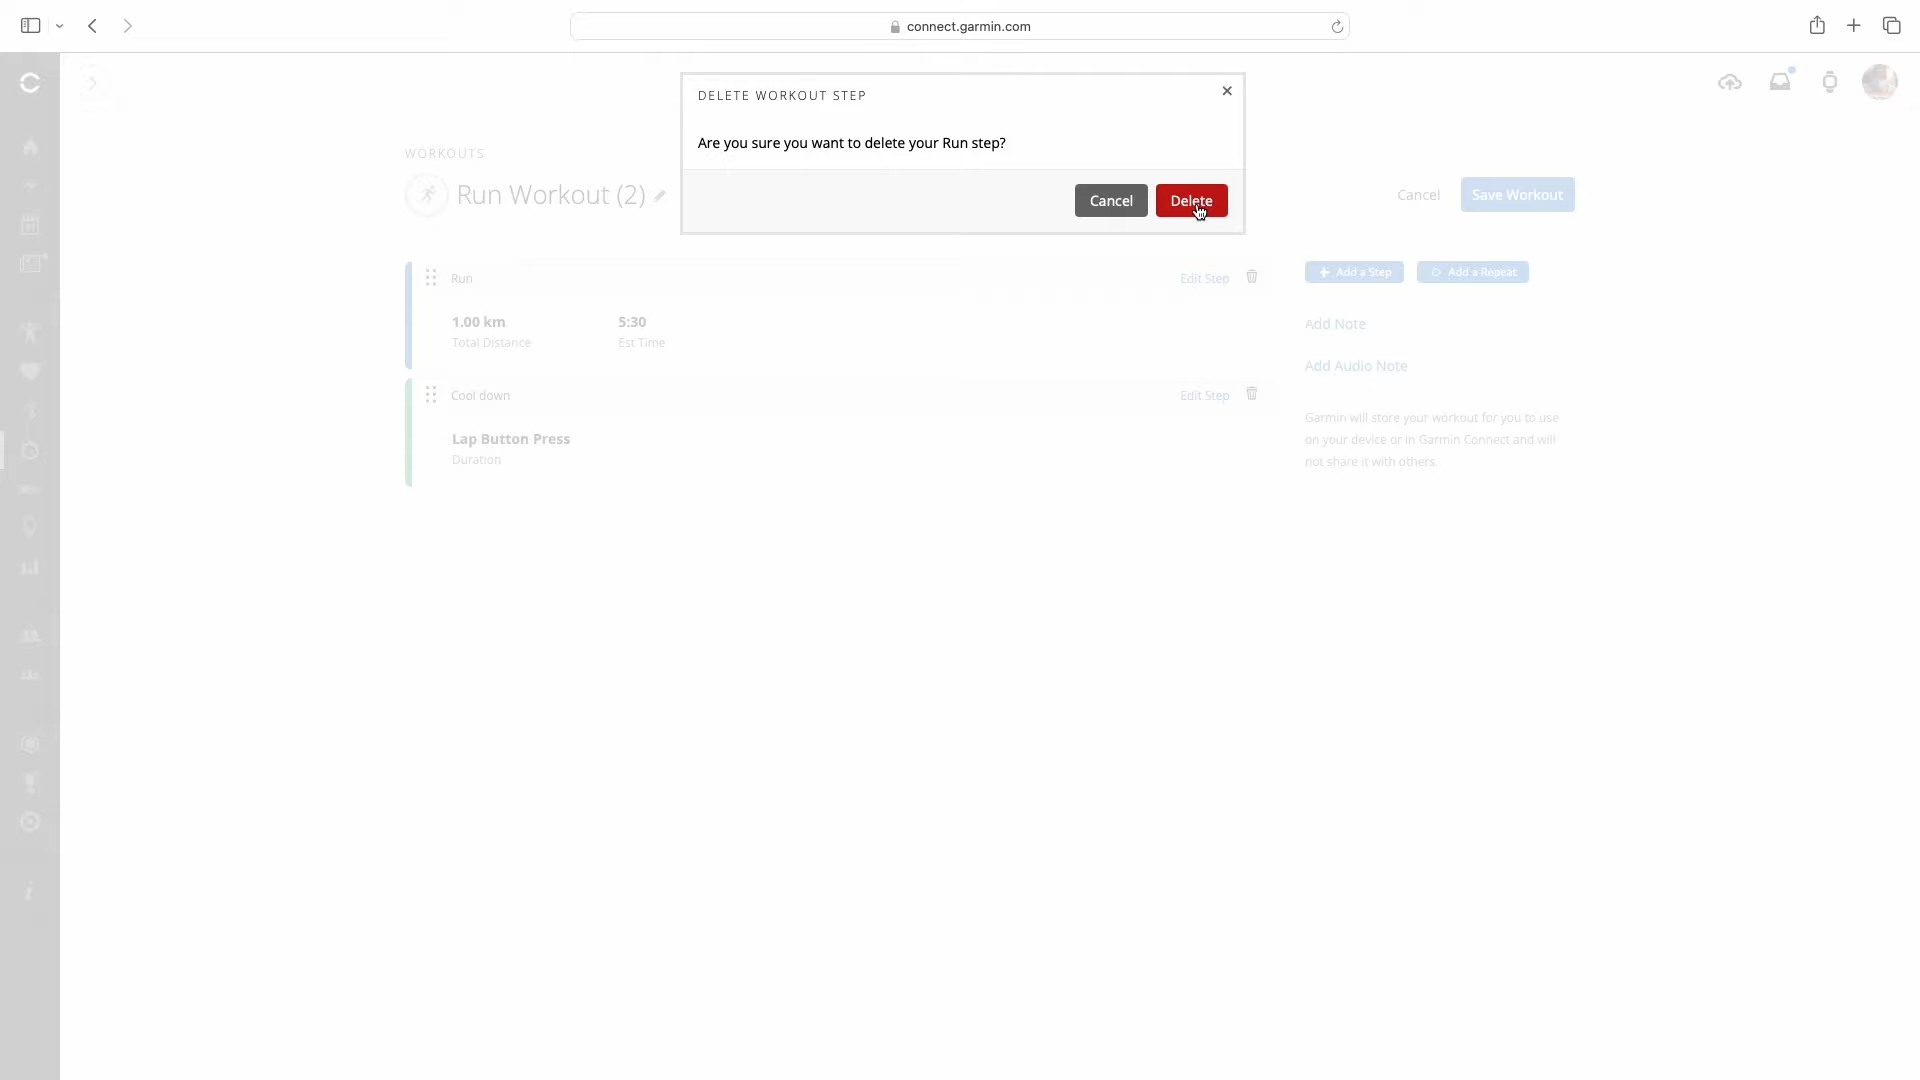 connect.garmin.com
DELETE WORKOUT STEP
Are you sure you want to delete your Run step?
Cancel
Delete
WORKOUTS
Run Workout (2)
Cancel
Save Workout
Run
Edit Step
1.00 km
5:30
Total Distance
Est Time
Cool down
Edit Step
Lap Button Press
Duration
Add a Step
Add a Repeat
Add Note
Add Audio Note
Garmin will store your workout for you to use
on your device or in Garmin Connect and will
not share it with others.